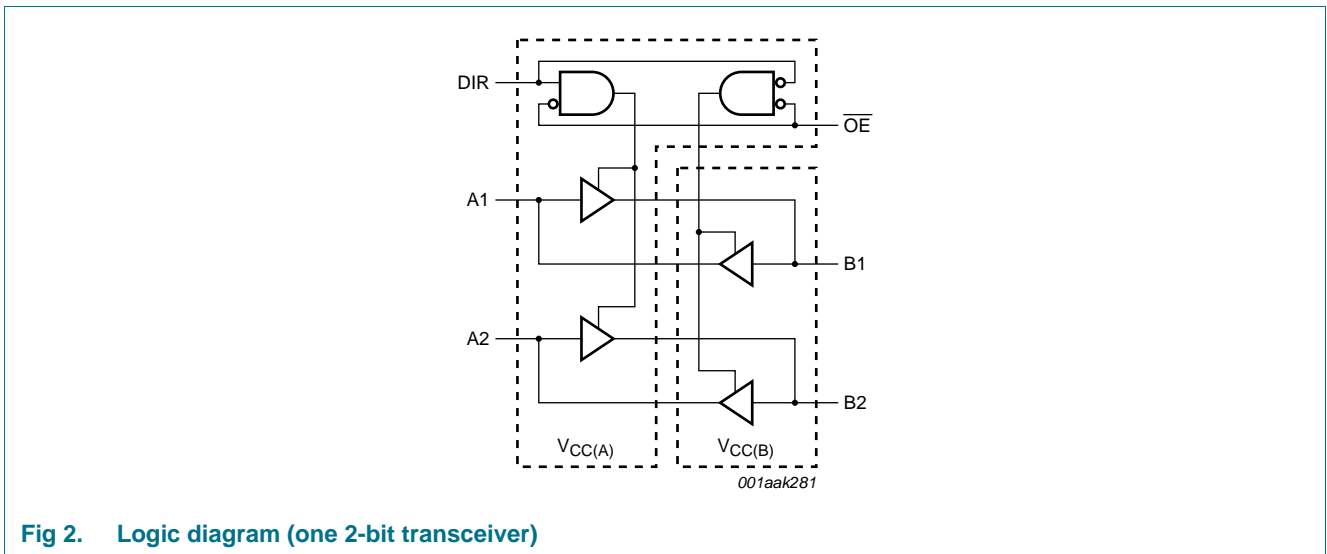 DIR
OE
A1
B1
A2
B2
VCC(A)
VCC(B)
001aak281
Fig 2. Logic diagram (one 2-bit transceiver)